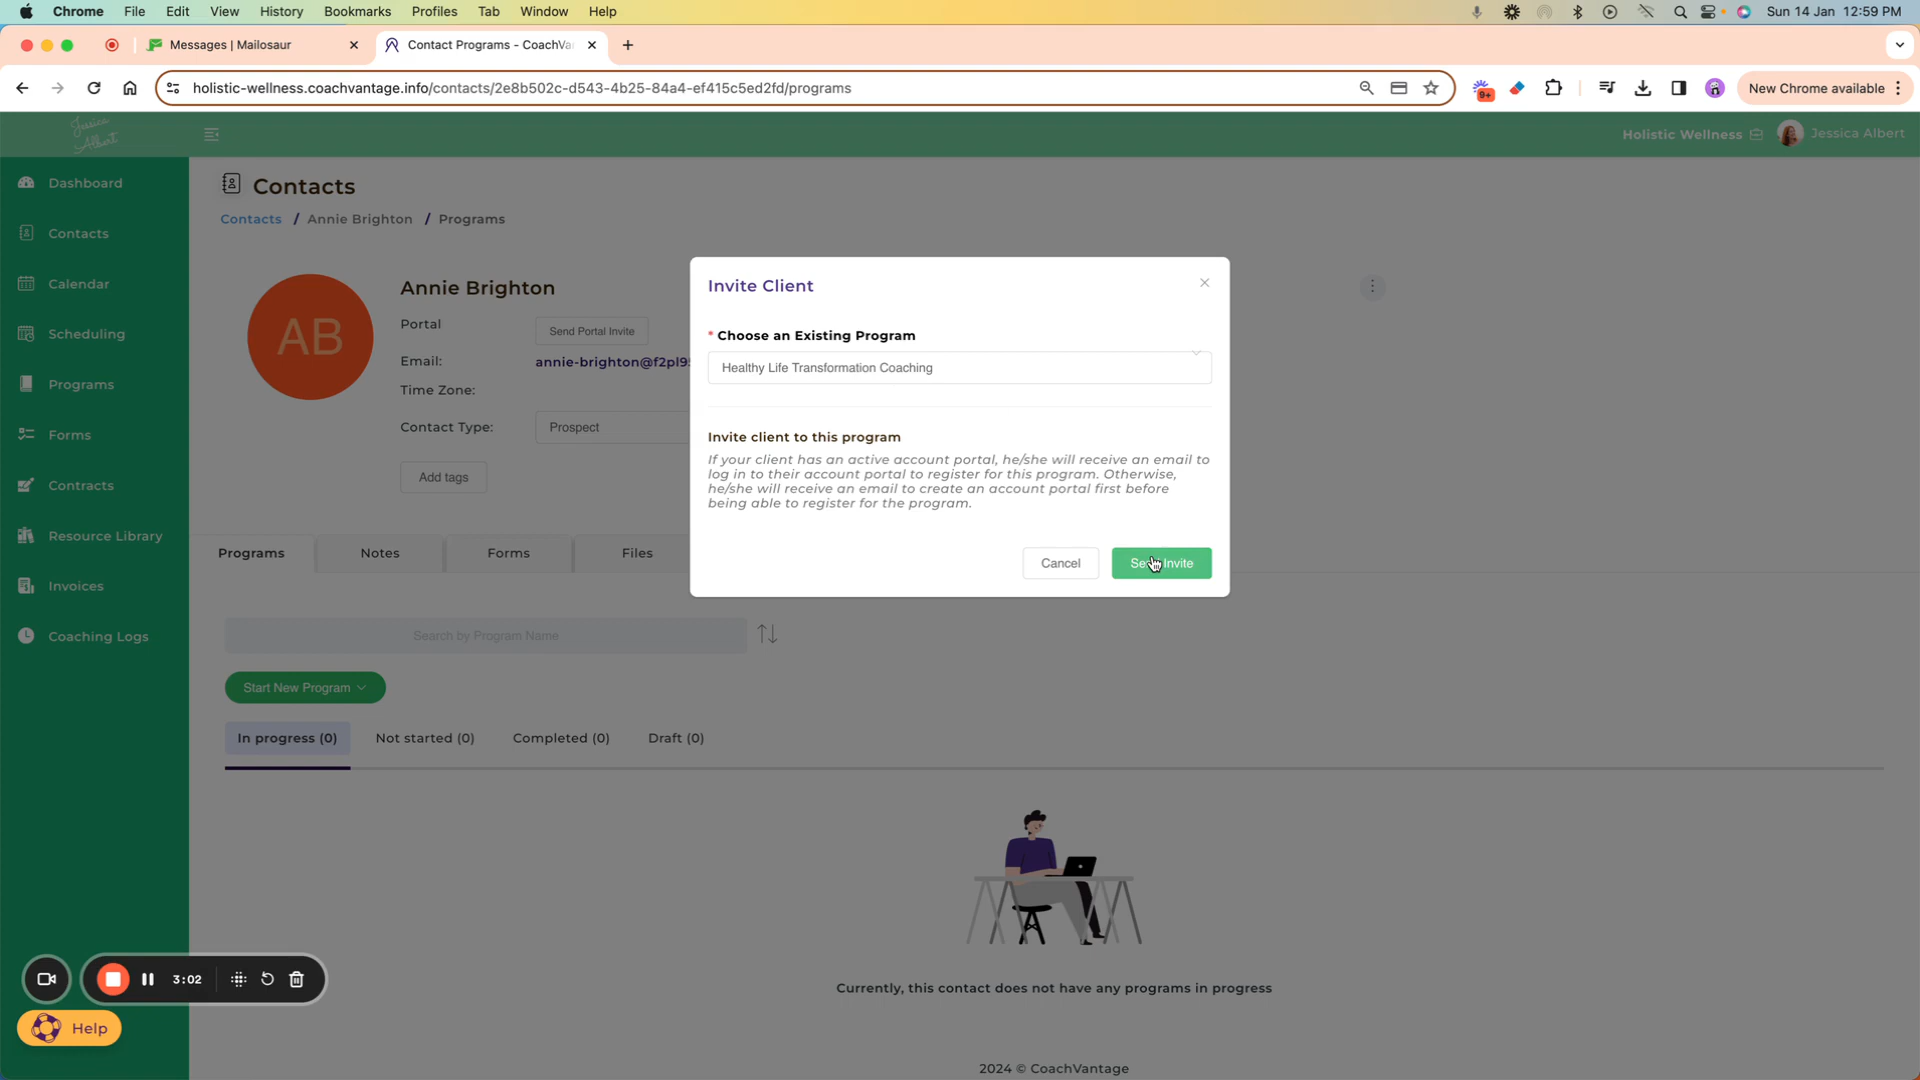 Chrome File Edit View History Bookmarks Profiles Tab Window Help Sun 14 Jan 12:59 PM
Messages | Mailosaur Contact Programs - CoachVa
holistic-wellness.coachvantage.info/contacts/2e8b502c-d543-4b25-84a4-ef415c5ed2fd/programs 9+ New Chrome available
Jessica Albert Holistic Wellness Jessica Albert
Dashboard
Contacts
Calendar
Scheduling
Programs
Forms
Contracts
Resource Library
Invoices
Coaching Logs
Contacts
Contacts / Annie Brighton / Programs
AB
Annie Brighton
Portal Send Portal Invite
Email: annie-brighton@f2pl9
Time Zone:
Contact Type: Prospect
Add tags
Programs Notes Forms Files
Search by Program Name
Start New Program
In progress (0) Not started (0) Completed (0) Draft (0)
Currently, this contact does not have any programs in progress
2024 © CoachVantage
Invite Client
* Choose an Existing Program
Healthy Life Transformation Coaching
Invite client to this program
If your client has an active account portal, he/she will receive an email to
log in to their account portal to register for this program. Otherwise,
he/she will receive an email to create an account portal first before
being able to register for the program.
Cancel Invite
3:02
Help